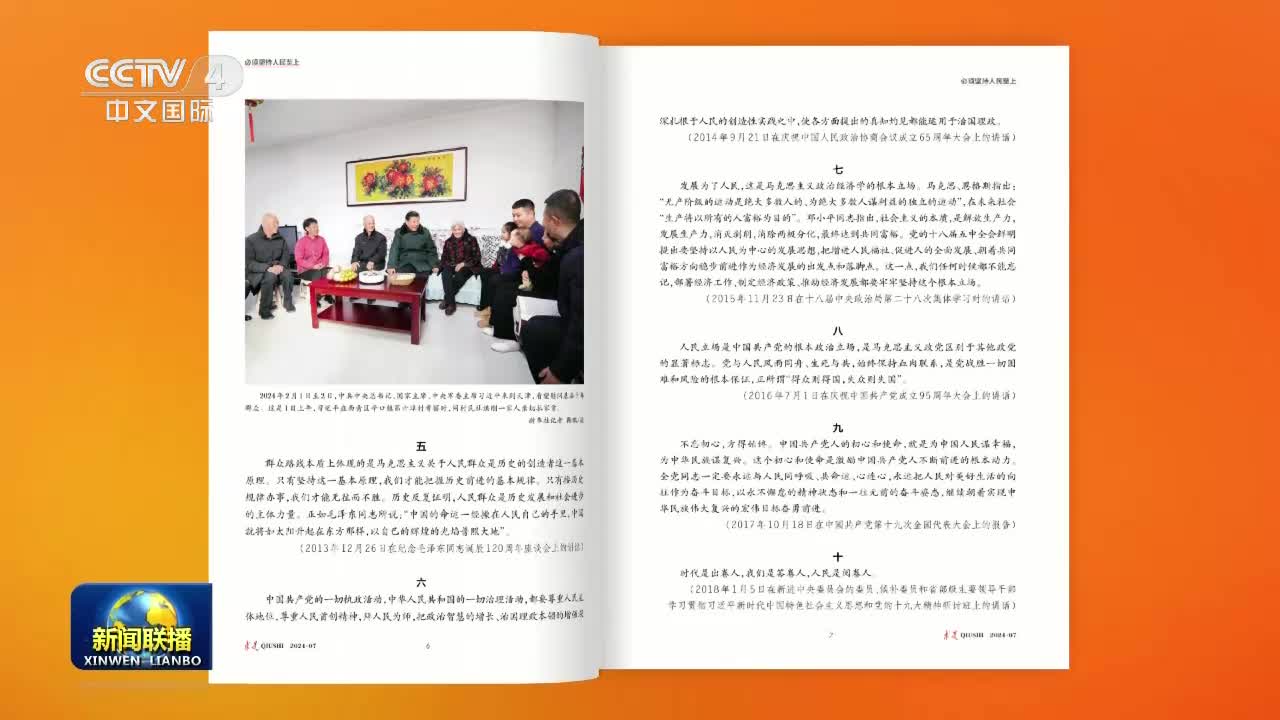 CCTV 4
中文国际
必须坚持人民至上
2024年2月1日至2日，中共中央总书记、国家主席、中央军委主席习近平来到天津，看望慰问基层干部
群众。这是1日上午，习近平在西青区辛口镇第六埠村看望时，同村民杜洪刚一家人亲切拉家常。
新华社记者
五
群众路线本质上体现的是马克思主义关于人民群众是历史的创造者这一基本
原理。只有坚持这一基本原理，我们才能把握历史前进的基本规律。只有按历史
规律办事，我们才能无往而不胜。历史反复证明，人民群众是历史发展和社会进步
的主体力量。正如毛泽东同志所说，“中国的命运一经操在人民自己的手里，中国
就将如太阳升起在东方那样，以自己的辉煌的光焰普照大地”。
（2013年12月26日在纪念毛泽东同志诞辰120周年座谈会上的讲话）
六
中国共产党的一切执政活动，中华人民共和国的一切治理活动，都要尊重人民主
体地位，尊重人民首创精神，拜人民为师，把政治智慧的增长、治国理政本领的增强深
求是 QIUSHI 2024·07
6
必须坚持人民至上
深扎根于人民的创造性实践之中，使各方面提出的真知灼见都能运用于治国理政。
（2014年9月21日在庆祝中国人民政治协商会议成立65周年大会上的讲话）
七
发展为了人民，这是马克思主义政治经济学的根本立场。马克思、恩格斯指出：
“无产阶级的运动是绝大多数人的、为绝大多数人谋利益的独立的运动”，在未来社会
“生产将以所有的人富裕为目的”。邓小平同志指出，社会主义的本质，是解放生产力，
发展生产力，消灭剥削，消除两极分化，最终达到共同富裕。党的十八届五中全会鲜明
提出要坚持以人民为中心的发展思想，把增进人民福祉、促进人的全面发展、朝着共同
富裕方向稳步前进作为经济发展的出发点和落脚点。这一点，我们任何时候都不能忘
记，部署经济工作、制定经济政策、推动经济发展都要牢牢坚持这个根本立场。
（2015年11月23日在十八届中央政治局第二十八次集体学习时的讲话）
八
人民立场是中国共产党的根本政治立场，是马克思主义政党区别于其他政党
的显著标志。党与人民风雨同舟、生死与共，始终保持血肉联系，是党战胜一切困
难和风险的根本保证，正所谓“得众则得国，失众则失国”。
（2016年7月1日在庆祝中国共产党成立95周年大会上的讲话）
九
不忘初心，方得始终。中国共产党人的初心和使命，就是为中国人民谋幸福，
为中华民族谋复兴。这个初心和使命是激励中国共产党人不断前进的根本动力。
全党同志一定要永远与人民同呼吸、共命运、心连心，永远把人民对美好生活的向
往作为奋斗目标，以永不懈怠的精神状态和一往无前的奋斗姿态，继续朝着实现中
华民族伟大复兴的宏伟目标奋勇前进。
（2017年10月18日在中国共产党第十九次全国代表大会上的报告）
十
时代是出卷人，我们是答卷人，人民是阅卷人。
（2018年1月5日在新进中央委员会的委员、候补委员和省部级主要领导干部
学习贯彻习近平新时代中国特色社会主义思想和党的十九大精神研讨班上的讲话）
7
求是 QIUSHI 2024·07
新闻联播
XINWEN LIANBO